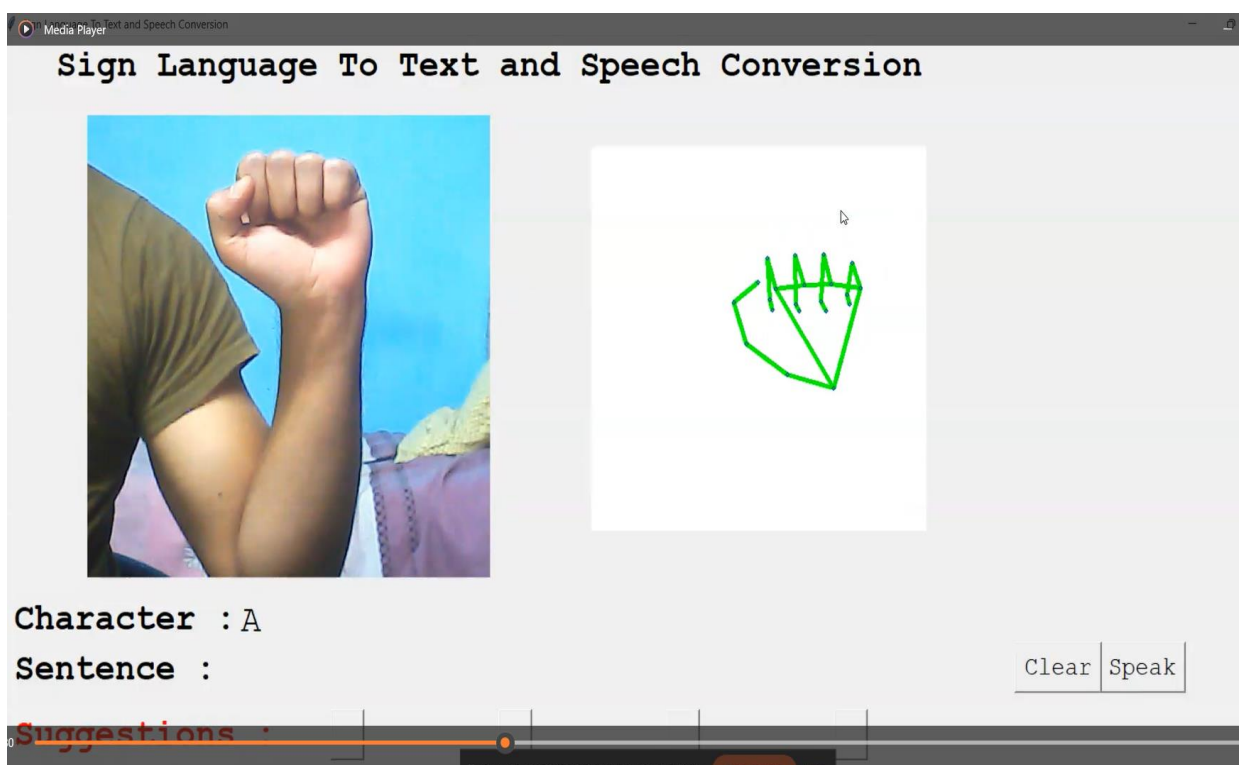 Language To Text and Speech Conversion
Media Player
Sign Language To Text and Speech Conversion
Character : A
Sentence :
Clear Speak
Suggestions :